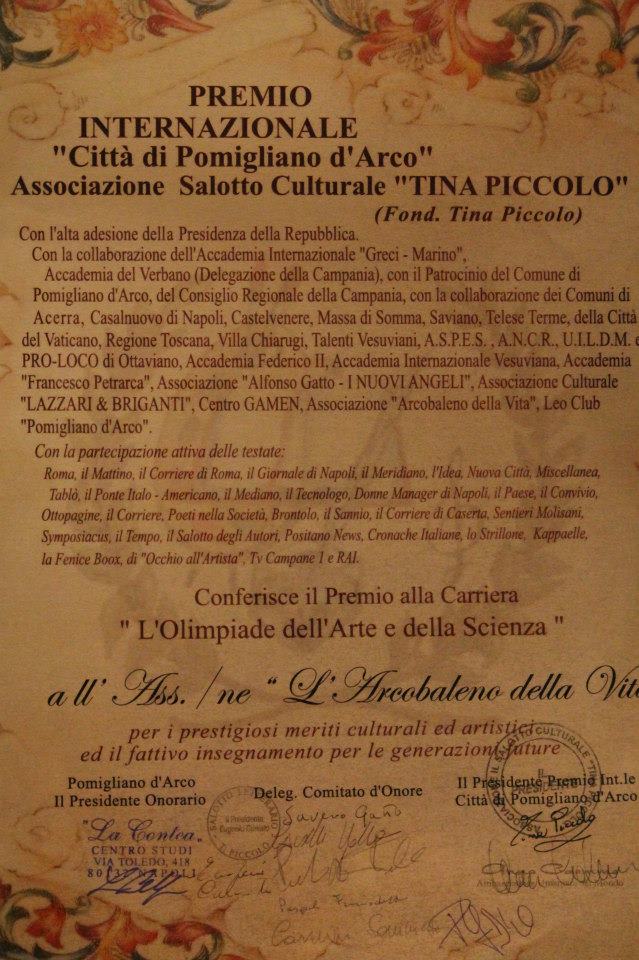 PREMIO
INTERNAZIONALE
"Città di Pomigliano d'Arco"
Associazione Salotto Culturale "TINA PICCOLO"
(Fond. Tina Piccolo)
Con l'alta adesione della Presidenza della Repubblica.
Con la collaborazione dell'Accademia Internazionale "Greci - Marino",
Accademia del Verbano (Delegazione della Campania), con il Patrocinio del Comune di
Pomigliano d'Arco, del Consiglio Regionale della Campania, con la collaborazione dei Comuni di
Acerra, Casalnuovo di Napoli, Castelvenere, Massa di Somma, Saviano, Telese Terme, della Città
del Vaticano, Regione Toscana, Villa Chiarugi, Talenti Vesuviani, A.S.P.E.S. , A.N.C.R., U.I.L.D.M. e
PRO-LOCO di Ottaviano, Accademia Federico II, Accademia Internazionale Vesuviana, Accademia
"Francesco Petrarca", Associazione "Alfonso Gatto - I NUOVI ANGELI", Associazione Culturale
"LAZZARI & BRIGANTI", Centro GAMEN, Associazione "Arcobaleno della Vita", Leo Club
"Pomigliano d'Arco".
Con la partecipazione attiva delle testate:
Roma, il Mattino, il Corriere di Roma, il Giornale di Napoli, il Meridiano, l'Idea, Nuova Città, Miscellanea,
Tablò, il Ponte Italo - Americano, il Mediano, il Tecnologo, Donne Manager di Napoli, il Paese, il Convivio,
Ottopagine, il Corriere, Poeti nella Società, Brontolo, il Sannio, il Corriere di Caserta, Sentieri Molisani,
Symposiacus, il Tempo, il Salotto degli Autori, Positano News, Cronache Italiane, lo Strillone, Kappaelle,
la Fenice Boox, di "Occhio all'Artista", Tv Campane 1 e RAI.
Conferisce il Premio alla Carriera
" L'Olimpiade dell'Arte e della Scienza "
all' Ass./ne " L'Arcobaleno della Vit
per i prestigiosi meriti culturali ed artistici
ed il fattivo insegnamento per le generazioni future
Pomigliano d'Arco
Il Presidente Onorario
Deleg. Comitato d'Onore
Il Presidente Premio Int.le
Città di Pomigliano d'Arco
"La Contea"
CENTRO STUDI
VIA TOLEDO, 418
80132 NAPOLI
Tina Piccolo